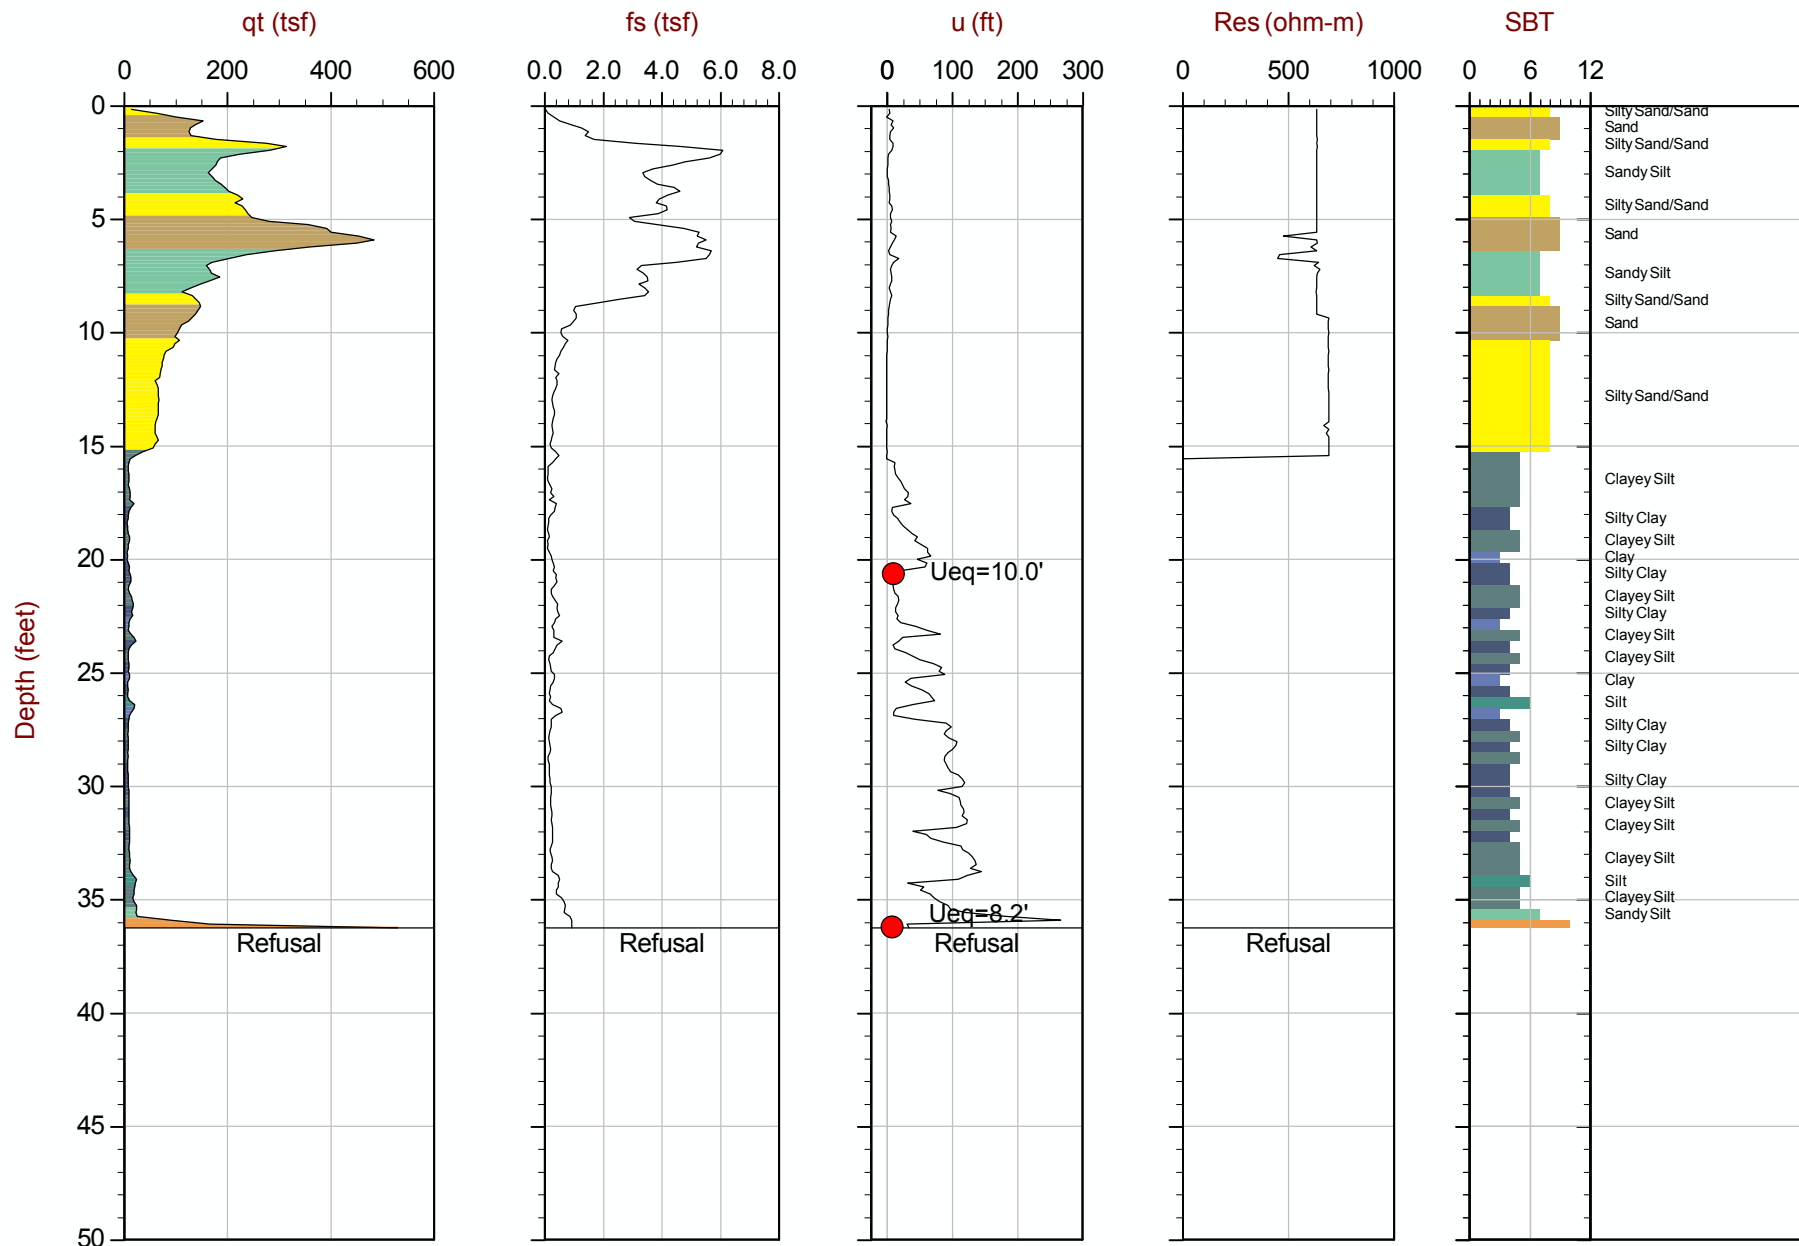 qt (tsf) fs (tsf) u (ft) Res (ohm-m) SBT
0 200 400 600 0.0 2.0 4.0 6.0 8.0 0 100 200 300 0 500 1000 0 6 12
0
Silty Sand/Sand
Sand
Silty Sand/Sand
Sandy Silt
Silty Sand/Sand
5
Sand
Sandy Silt
Silty Sand/Sand
Sand
10
Silty Sand/Sand
15
Clayey Silt
Silty Clay
Clayey Silt
20
Clay
Ueq=10.0'
Silty Clay
Clayey Silt
Silty Clay
Clayey Silt
Clayey Silt
25
Clay
Silt
Silty Clay
Silty Clay
30
Silty Clay
Clayey Silt
Clayey Silt
Clayey Silt
Silt
35
Clayey Silt
Ueq=8.2'
Sandy Silt
Refusal Refusal Refusal Refusal
40
45
50
Depth (feet)